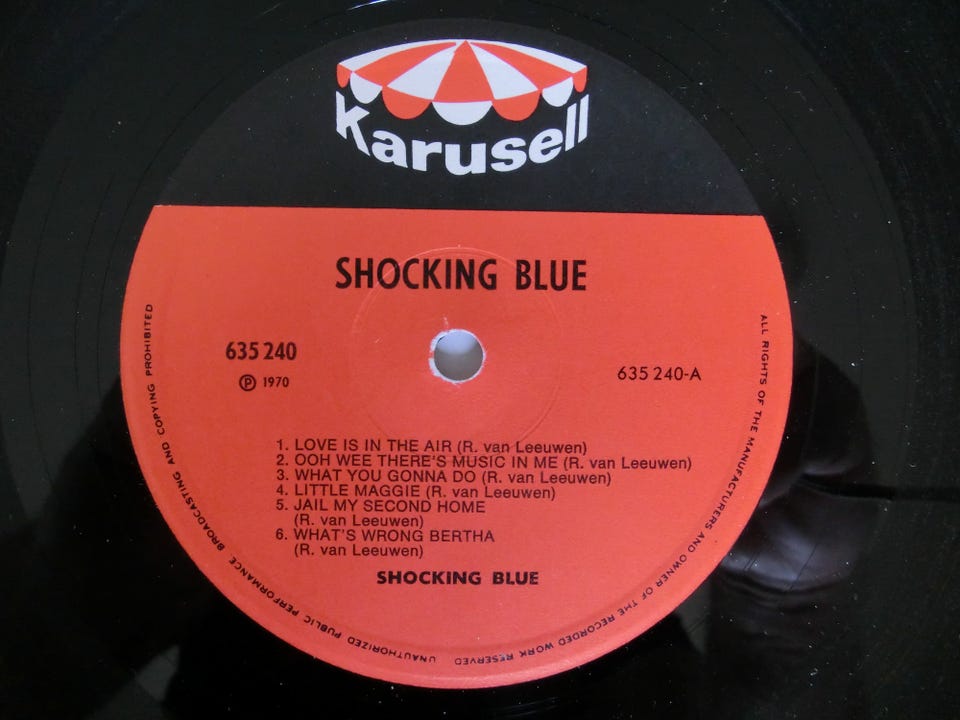 Karusell
SHOCKING BLUE
635 240
Ⓟ 1970
635 240-A
1. LOVE IS IN THE AIR (R. van Leeuwen)
2. OOH WEE THERE'S MUSIC IN ME (R. van Leeuwen)
3. WHAT YOU GONNA DO (R. van Leeuwen)
4. LITTLE MAGGIE (R. van Leeuwen)
5. JAIL MY SECOND HOME
(R. van Leeuwen)
6. WHAT'S WRONG BERTHA
(R. van Leeuwen)
SHOCKING BLUE
ALL RIGHTS OF THE MANUFACTURERS AND OWNER OF THE RECORDED WORK RESERVED
UNAUTHORIZED PUBLIC PERFORMANCE BROADCASTING AND COPYING PROHIBITED